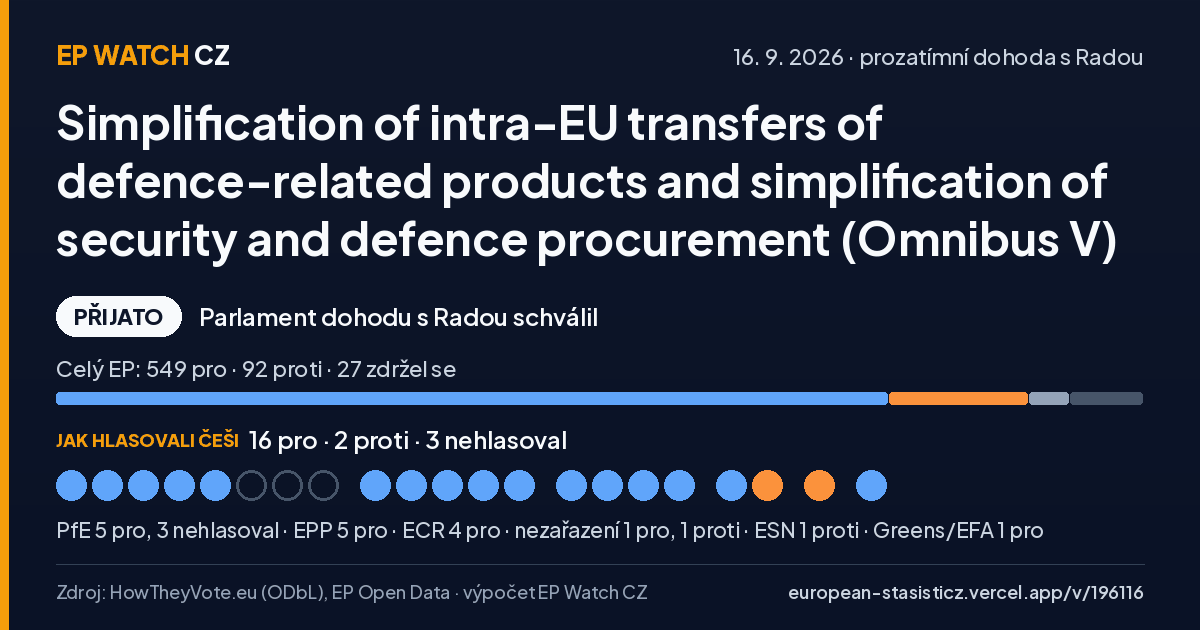 EP WATCH CZ
16. 9. 2026 · prozatímní dohoda s Radou
Simplification of intra-EU transfers of
defence-related products and simplification of
security and defence procurement (Omnibus V)
PŘIJATO
Parlament dohodu s Radou schválil
Celý EP: 549 pro · 92 proti · 27 zdržel se
JAK HLASOVALI ČEŠI 16 pro · 2 proti · 3 nehlasoval
PfE 5 pro, 3 nehlasoval · EPP 5 pro · ECR 4 pro · nezařazení 1 pro, 1 proti · ESN 1 proti · Greens/EFA 1 pro
Zdroj: HowTheyVote.eu (ODbL), EP Open Data · výpočet EP Watch CZ
european-stasisticz.vercel.app/v/196116